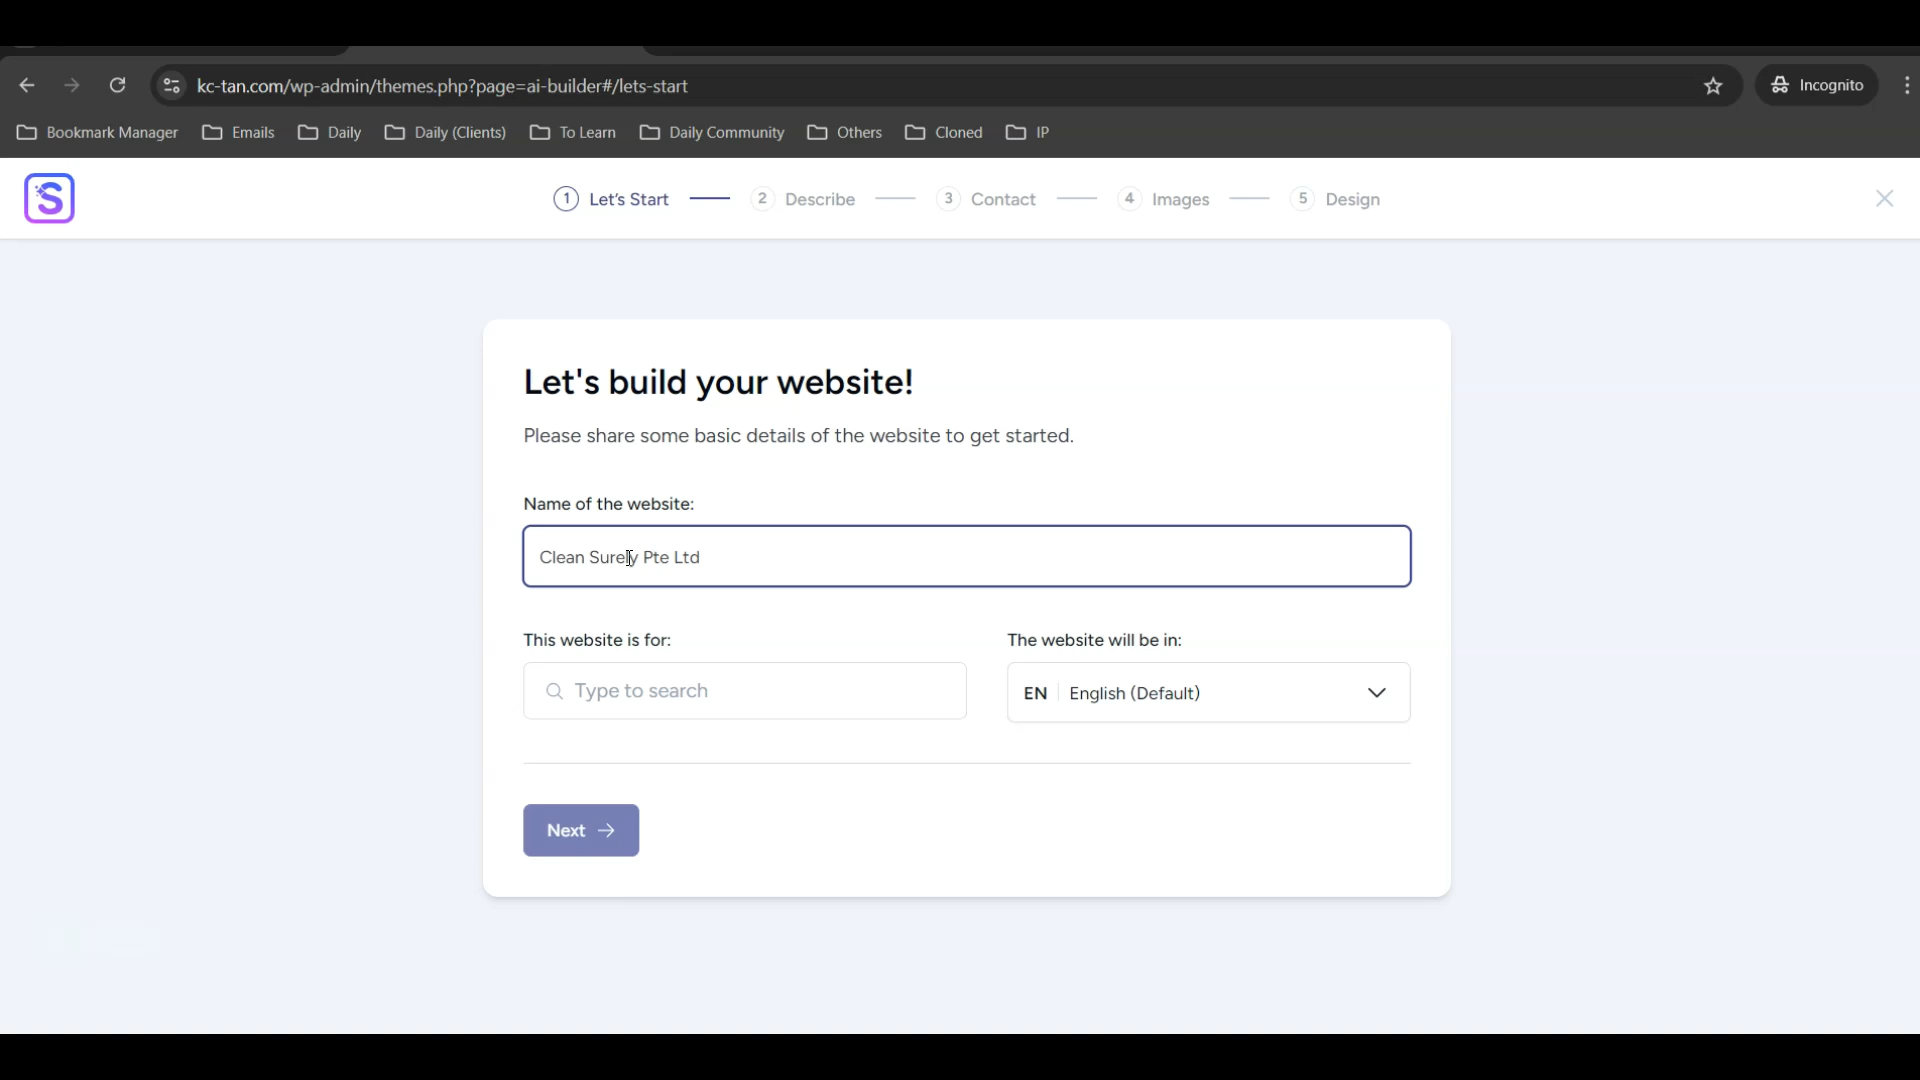 kc-tan.com/wp-admin/themes.php?page=ai-builder#/lets-start
Incognito
Bookmark Manager Emails Daily Daily (Clients) To Learn Daily Community Others Cloned IP
S 1 Let's Start 2 Describe 3 Contact 4 Images 5 Design
Let's build your website!
Please share some basic details of the website to get started.
Name of the website:
Clean Surely Pte Ltd
This website is for: The website will be in:
Type to search EN English (Default)
Next